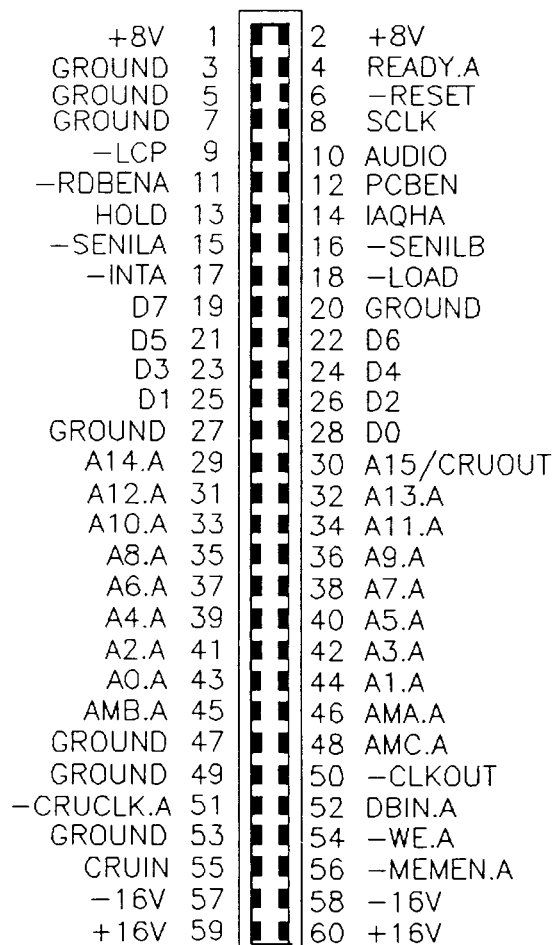 +8V 1 2 +8V
GROUND 3 4 READY.A
GROUND 5 6 −RESET
GROUND 7 8 SCLK
−LCP 9 10 AUDIO
−RDBENA 11 12 PCBEN
HOLD 13 14 IAQHA
−SENILA 15 16 −SENILB
−INTA 17 18 −LOAD
D7 19 20 GROUND
D5 21 22 D6
D3 23 24 D4
D1 25 26 D2
GROUND 27 28 D0
A14.A 29 30 A15/CRUOUT
A12.A 31 32 A13.A
A10.A 33 34 A11.A
A8.A 35 36 A9.A
A6.A 37 38 A7.A
A4.A 39 40 A5.A
A2.A 41 42 A3.A
A0.A 43 44 A1.A
AMB.A 45 46 AMA.A
GROUND 47 48 AMC.A
GROUND 49 50 −CLKOUT
−CRUCLK.A 51 52 DBIN.A
GROUND 53 54 −WE.A
CRUIN 55 56 −MEMEN.A
−16V 57 58 −16V
+16V 59 60 +16V